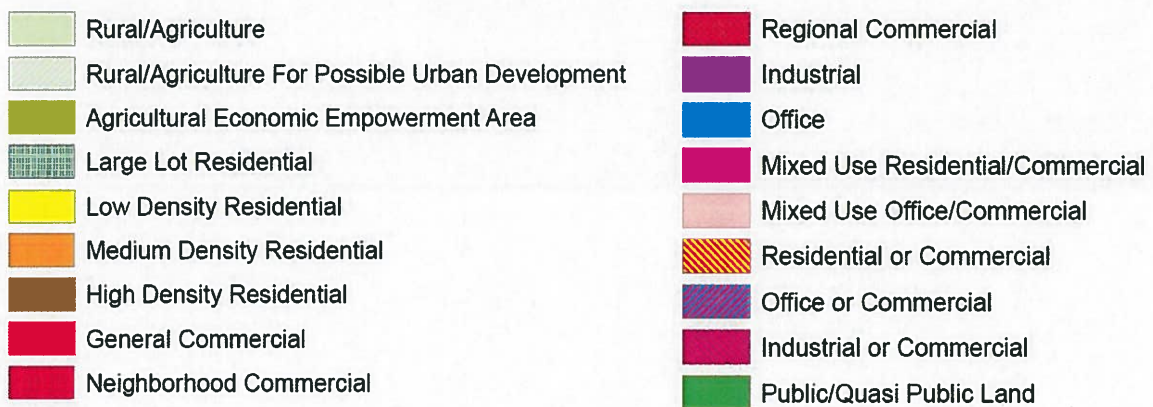 Rural/Agriculture
Rural/Agriculture For Possible Urban Development
Agricultural Economic Empowerment Area
Large Lot Residential
Low Density Residential
Medium Density Residential
High Density Residential
General Commercial
Neighborhood Commercial
Regional Commercial
Industrial
Office
Mixed Use Residential/Commercial
Mixed Use Office/Commercial
Residential or Commercial
Office or Commercial
Industrial or Commercial
Public/Quasi Public Land